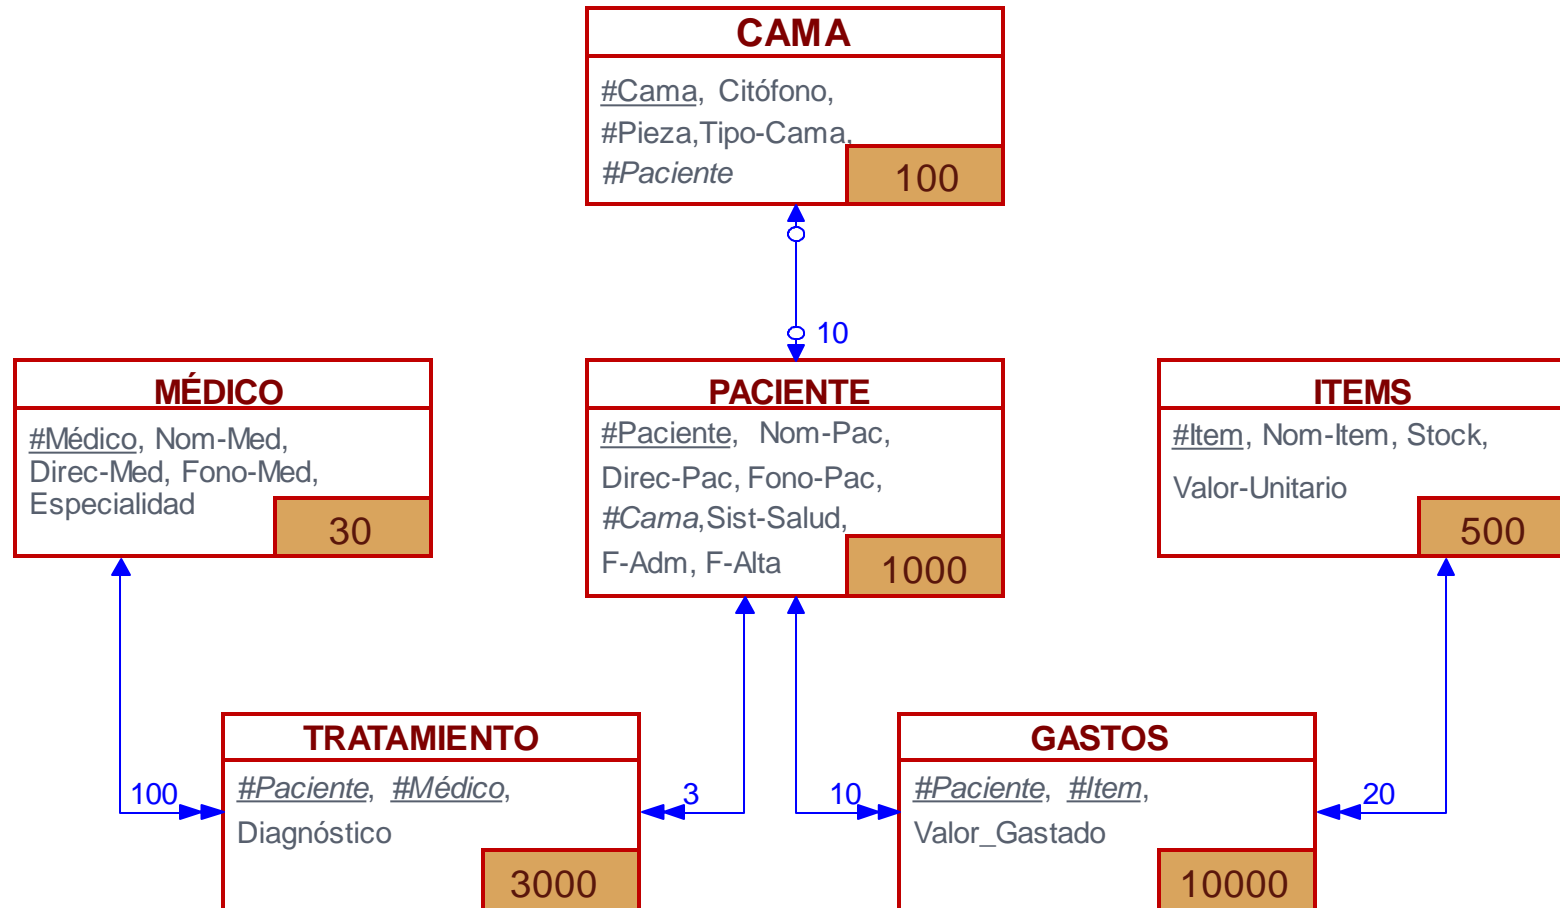 CAMA
#Cama, Citófono,
#Pieza,Tipo-Cama,
#Paciente
100
10
MÉDICO
#Médico, Nom-Med,
Direc-Med, Fono-Med,
Especialidad
30
PACIENTE
#Paciente, Nom-Pac,
Direc-Pac, Fono-Pac,
#Cama,Sist-Salud,
F-Adm, F-Alta
1000
ITEMS
#Item, Nom-Item, Stock,
Valor-Unitario
500
100
TRATAMIENTO
#Paciente, #Médico,
Diagnóstico
3000
3
10
GASTOS
#Paciente, #Item,
Valor_Gastado
10000
20